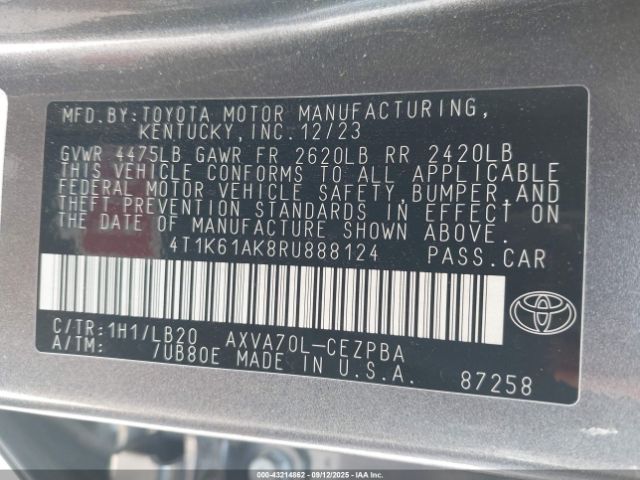 MFD.BY:TOYOTA MOTOR MANUFACTURING,
KENTUCKY,INC.12/23
GVWR 4475LB GAWR FR 2620LB RR 2420LB
THIS VEHICLE CONFORMS TO ALL APPLICABLE
FEDERAL MOTOR VEHICLE SAFETY,BUMPER,AND
THEFT PREVENTION STANDARDS IN EFFECT ON
THE DATE OF MANUFACTURE SHOWN ABOVE.
4T1K61AK8RU888124 PASS.CAR
C/TR:1H1/LB20 AXVA70L-CEZPBA
A/TM: /UB80E MADE IN U.S.A.
87258
000-43214862 09/12/2025 IAAI.COM